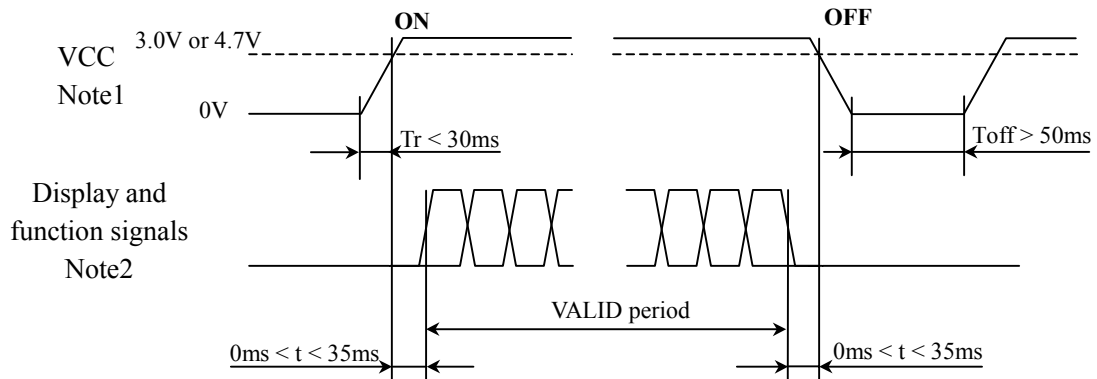 ON
OFF
3.0V or 4.7V
VCC
Note1
0V
Tr < 30ms
Toff > 50ms
Display and
function signals
Note2
VALID period
0ms < t < 35ms
0ms < t < 35ms